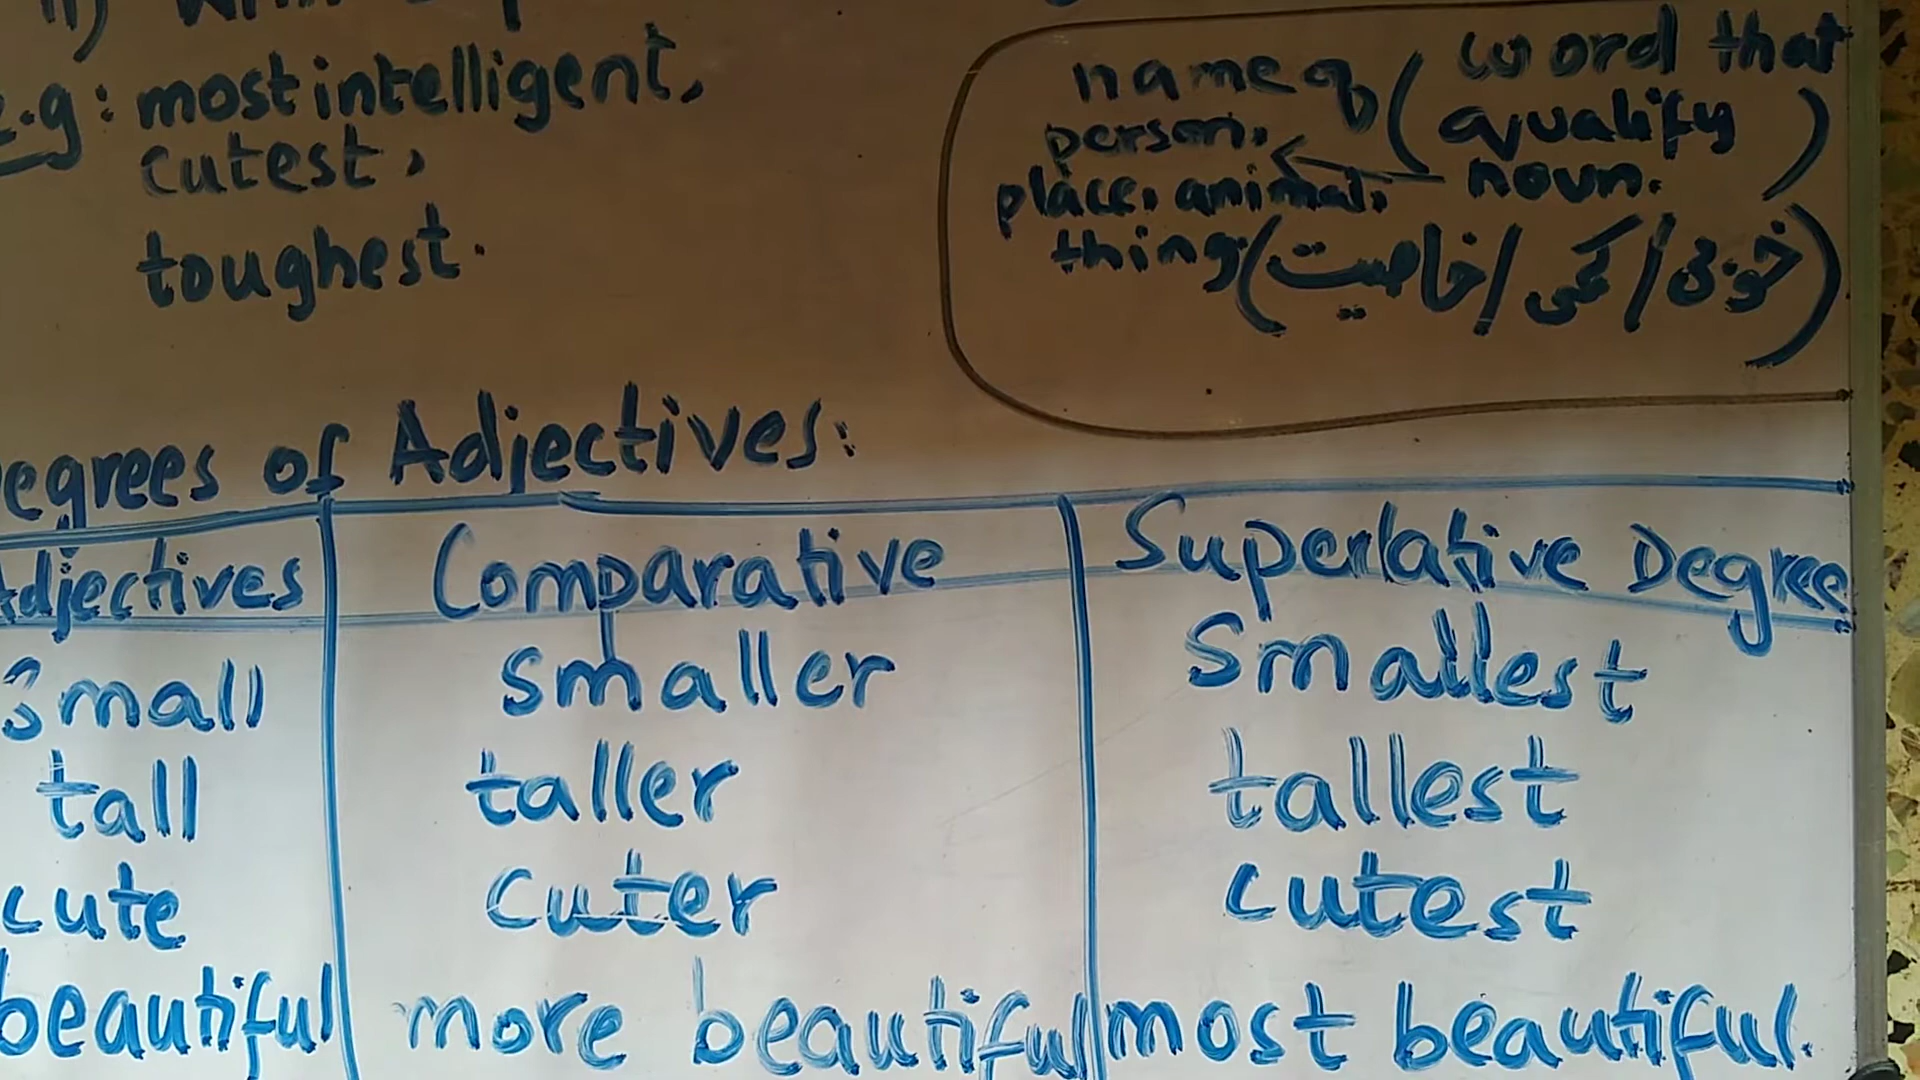 e.g: most intelligent,
cutest,
toughest.
name of (word that
person, qualify)
place, animal, noun.
thing (خوبی/کمی/خاصیت)
egrees of Adjectives:
Adjectives Comparative Superlative Degree
small smaller Smallest
tall taller tallest
cute cuter cutest
beautiful more beautiful most beautiful.